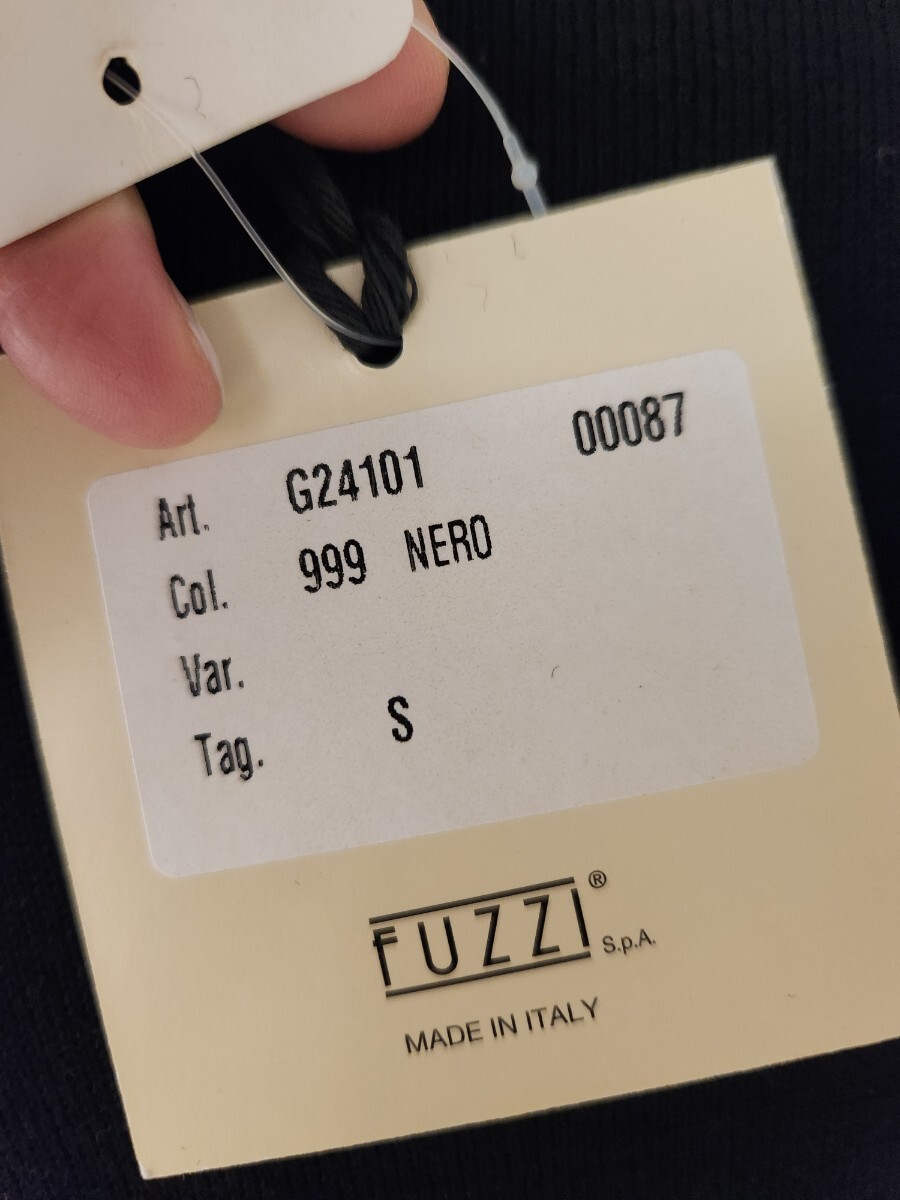 Art. G24101 00087
Col. 999 NERO
Var.
Tag. S
FUZZI® S.p.A.
MADE IN ITALY